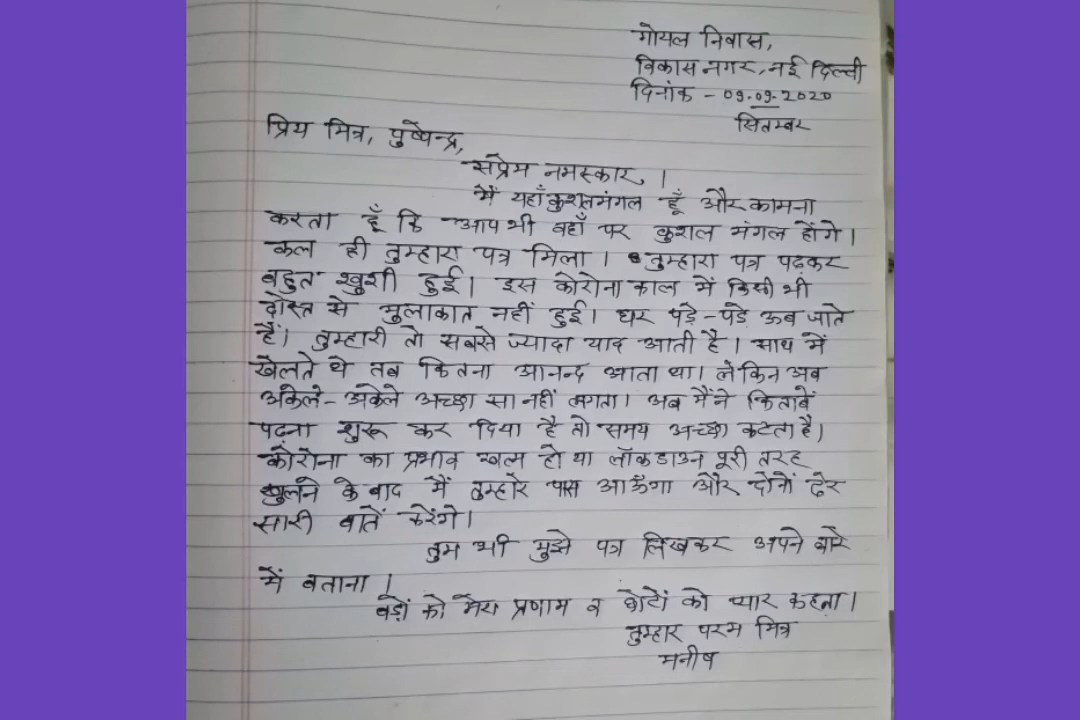 गोयल निवास,
विकास नगर, नई दिल्ली
दिनांक - 09.09.2020
सितम्बर
प्रिय मित्र, पुष्पेन्द्र,
सप्रेम नमस्कार ।
में यहाँ कुशलमंगल हूँ और कामना
करता हूँ कि आप भी वहाँ पर कुशल मंगल होंगे।
कल ही तुम्हारा पत्र मिला । तुम्हारा पत्र पढ़कर
बहुत खुशी हुई। इस कोरोना काल में किसी भी
दोस्त से मुलाकात नहीं हुई। घर पड़े-पड़े ऊब जाते
हैं। तुम्हारी तो सबसे ज्यादा याद आती है । साथ में
खेलते थे तब कितना आनन्द आता था। लेकिन अब
अकेले- अकेले अच्छा सा नहीं लगता। अब मैंने किताबें
पढ़ना शुरू कर दिया है तो समय अच्छा कटता है।
कोरोना का प्रभाव खत्म हो या लॉकडाउन पूरी तरह
खुलने के बाद मैं तुम्हारे पास आऊँगा और दोनों ढेर
सारी बातें करेंगे।
तुम भी मुझे पत्र लिखकर अपने बारे
में बताना ।
बड़ों को मेरा प्रणाम व छोटों को प्यार कहना।
तुम्हार परम मित्र
मनीष